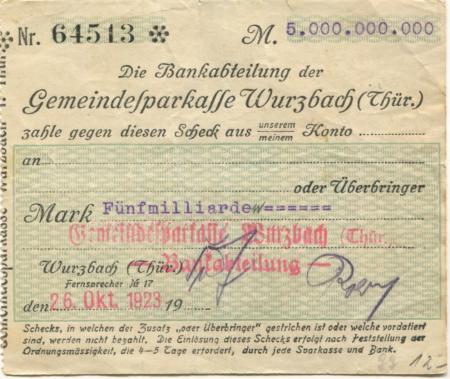 Nr. 64513 M. 5.000.000.000
Die Bankabteilung der
Gemeindesparkasse Wurzbach (Thür.)
zahle gegen diesen Scheck aus unserem meinem Konto
an
oder Überbringer
Mark Fünfmilliarden======
Gemeindesparkasse Wurzbach (Thür.
— Bankabteilung —
Wurzbach (Thür.)
Fernsprecher № 17
den 26. Okt. 1923 19
Schecks, in welchen der Zusatz „oder Überbringer" gestrichen ist oder welche vordatiert
sind, werden nicht bezahlt. Die Einlösung dieses Schecks erfolgt nach Feststellung der
Ordnungsmässigkeit, die 4—5 Tage erfordert, durch jede Sparkasse und Bank.
12.-